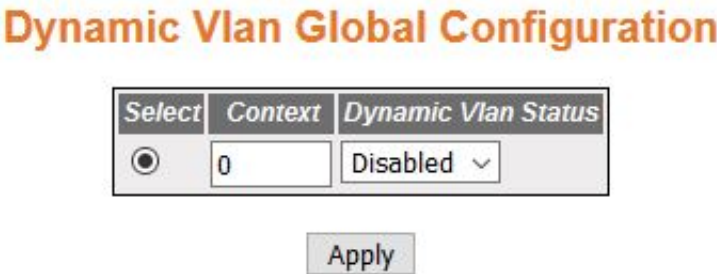 Dynamic Vlan Global Configuration
Select Context Dynamic Vlan Status
0 Disabled
Apply